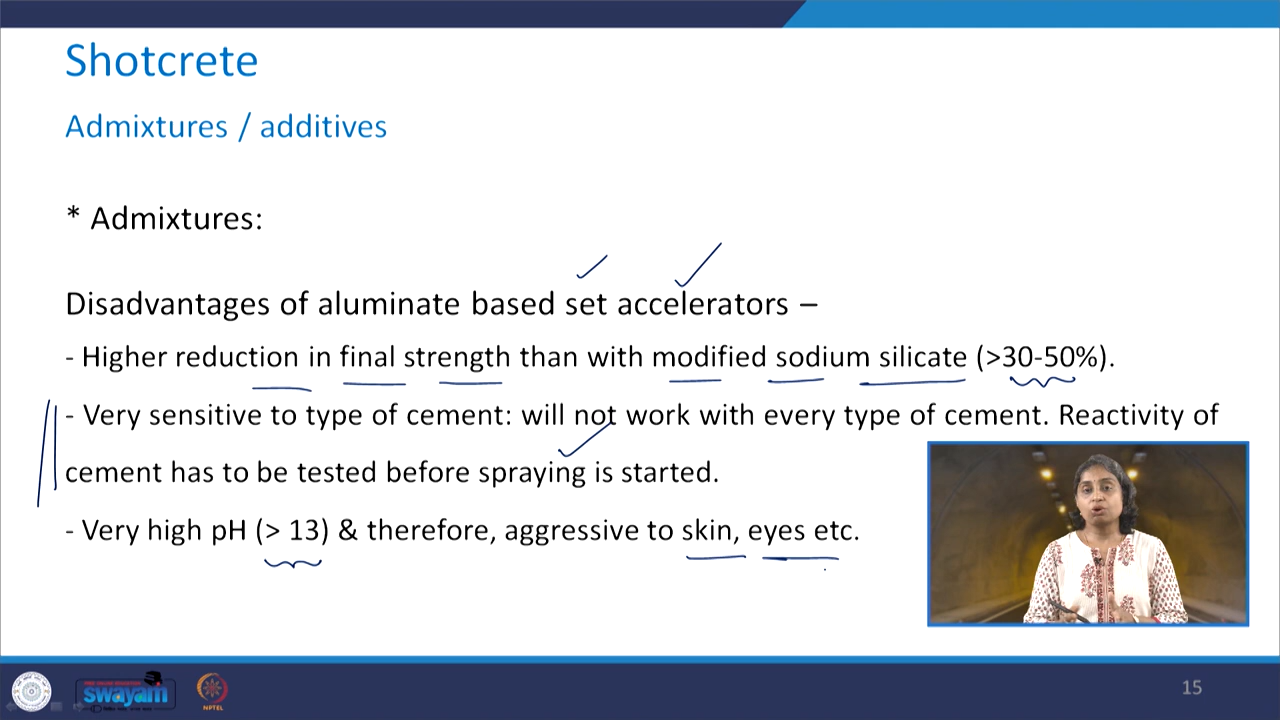 Shotcrete
Admixtures / additives
* Admixtures:
Disadvantages of aluminate based set accelerators –
- Higher reduction in final strength than with modified sodium silicate (>30-50%).
- Very sensitive to type of cement: will not work with every type of cement. Reactivity of
cement has to be tested before spraying is started.
- Very high pH (> 13) & therefore, aggressive to skin, eyes etc.
swayam
NPTEL
15